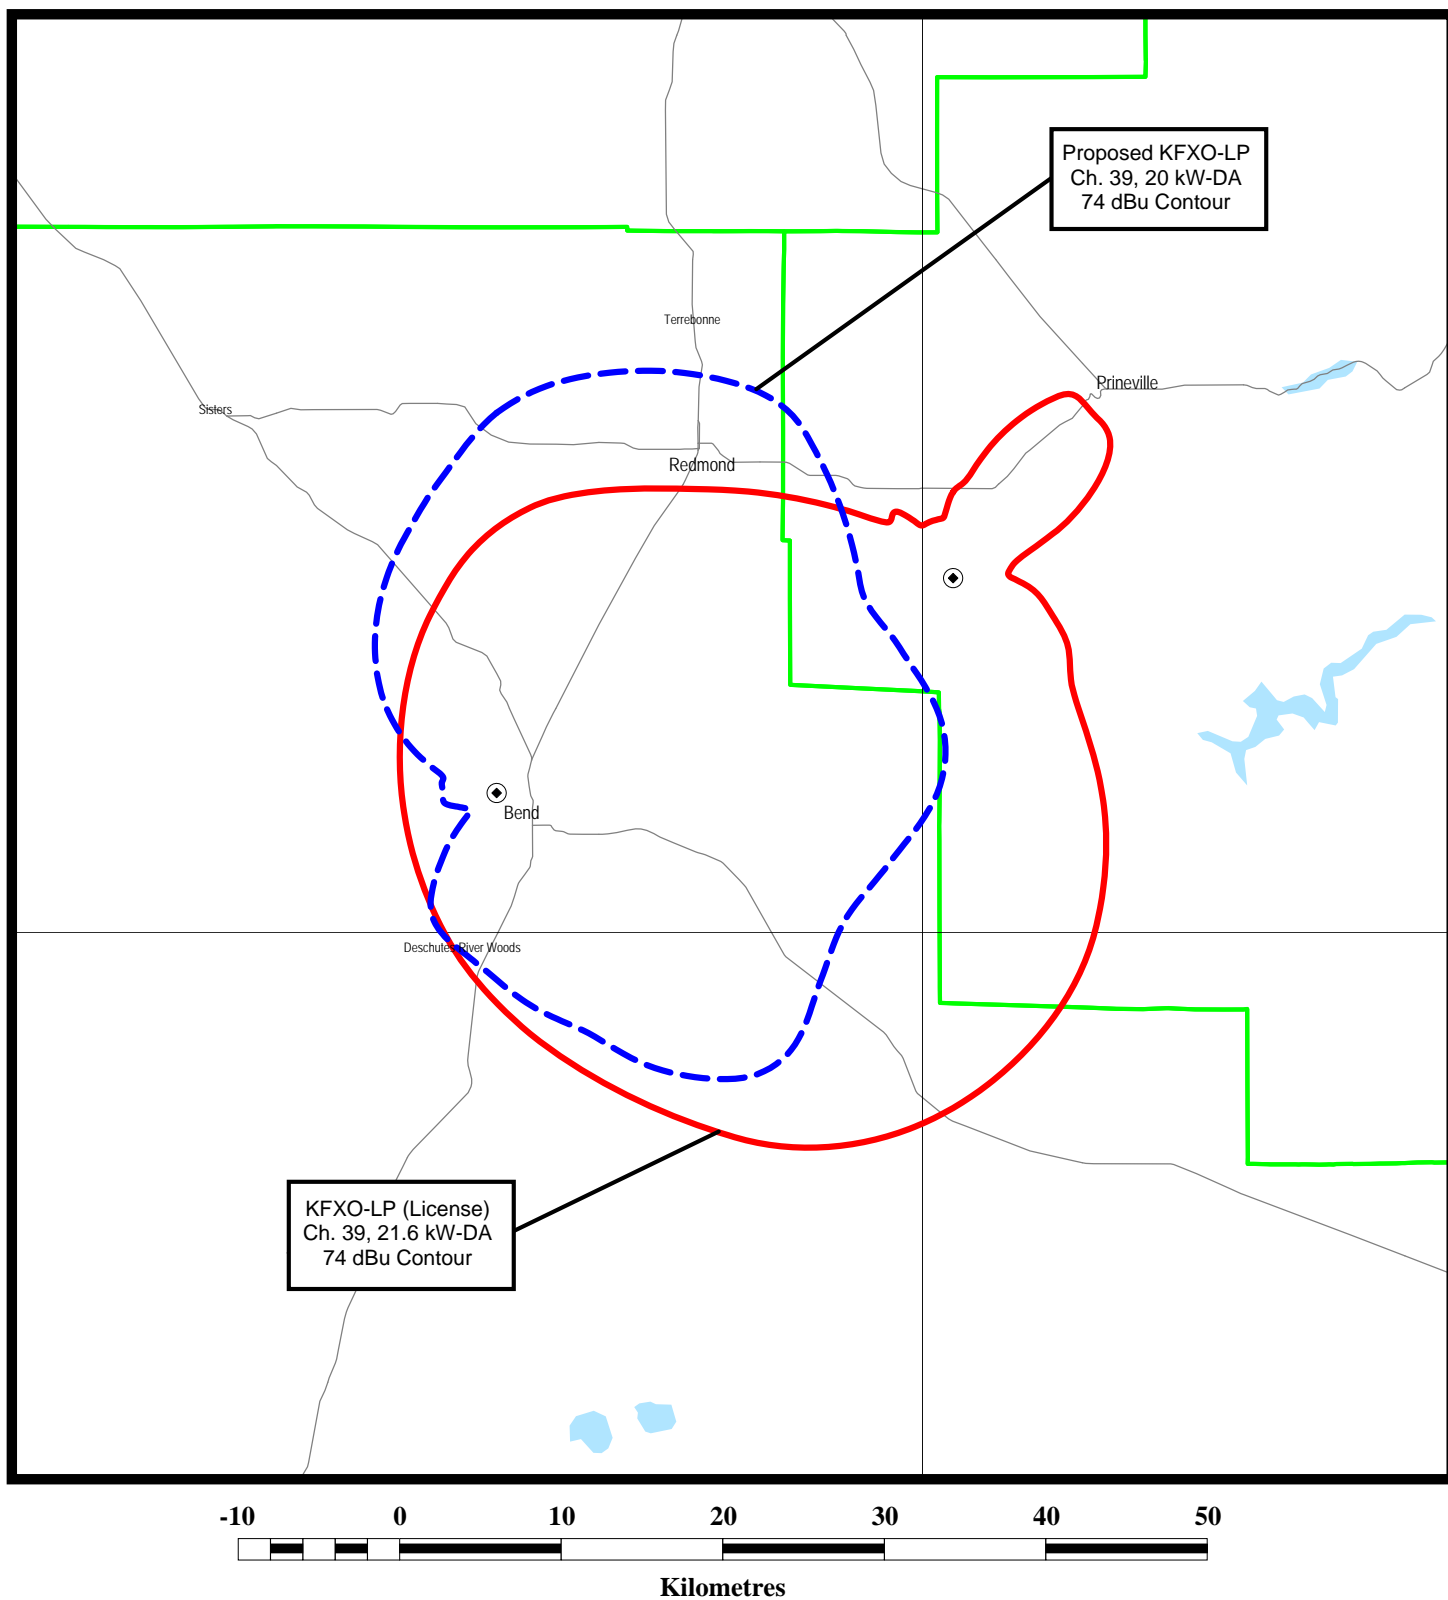 Proposed KFXO-LP
Ch. 39, 20 kW-DA
74 dBu Contour
Terrebonne
Prineville
Sisters
Redmond
Bend
Deschutes River Woods
KFXO-LP (License)
Ch. 39, 21.6 kW-DA
74 dBu Contour
-10 0 10 20 30 40 50
Kilometres